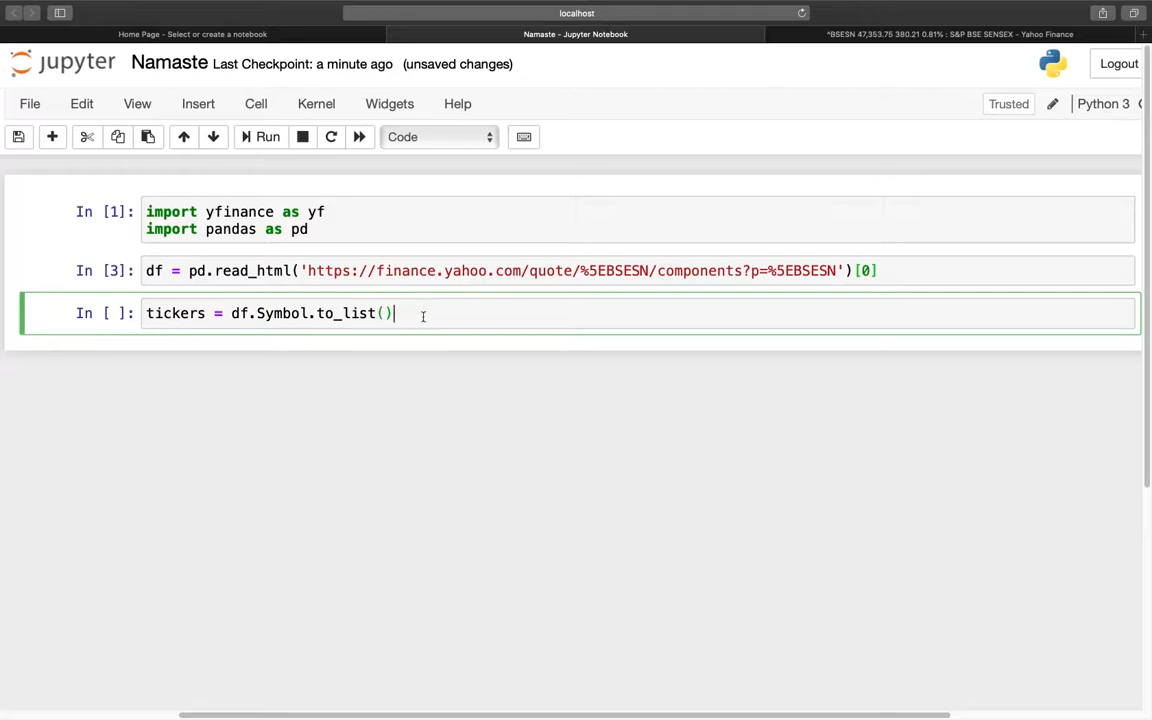 localhost
Home Page - Select or create a notebook
Namaste - Jupyter Notebook
^BSESN 47,353.75 380.21 0.81% : S&P BSE SENSEX - Yahoo Finance
jupyter Namaste Last Checkpoint: a minute ago (unsaved changes)
Logout
File Edit View Insert Cell Kernel Widgets Help
Trusted
Python 3
Run
Code
In [1]:
import yfinance as yf
import pandas as pd
In [3]:
df = pd.read_html('https://finance.yahoo.com/quote/%5EBSESN/components?p=%5EBSESN')[0]
In [ ]:
tickers = df.Symbol.to_list()